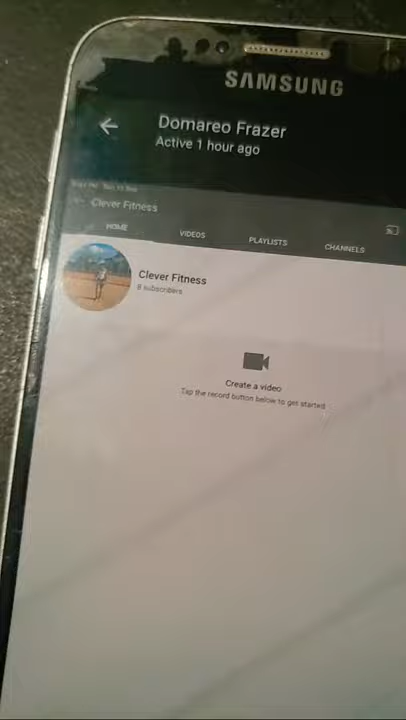 SAMSUNG
Domareo Frazer
Active 1 hour ago
Clever Fitness
HOME VIDEOS PLAYLISTS CHANNELS
Clever Fitness
8 subscribers
Create a video
Tap the record button below to get started